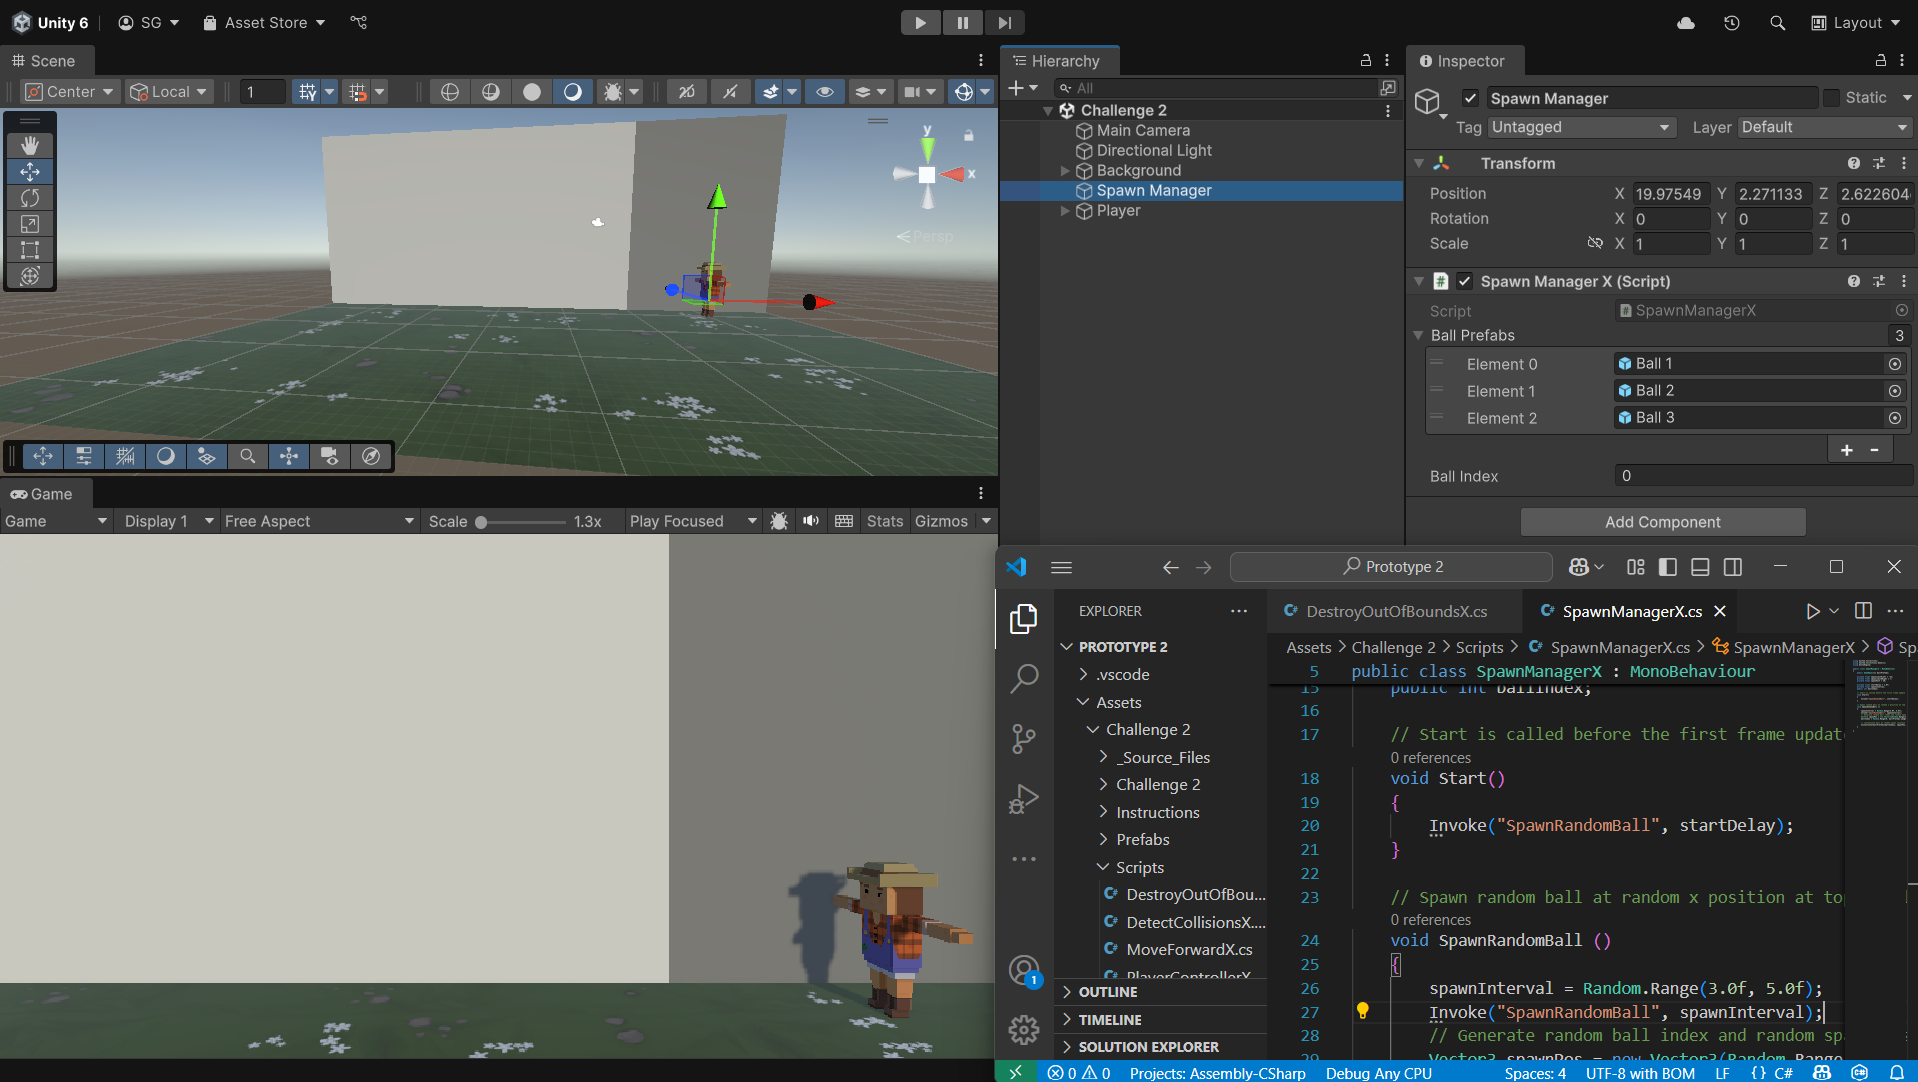 Unity 6
SG
Asset Store
Layout
Scene
Center
Local
1
y
x
Persp
Game
Game
Display 1
Free Aspect
Scale
1.3x
Play Focused
Stats
Gizmos
Hierarchy
All
Challenge 2
Main Camera
Directional Light
Background
Spawn Manager
Player
Inspector
Spawn Manager
Static
Tag Untagged Layer Default
Transform
Position X 19.97549 Y 2.271133 Z 2.622604
Rotation X 0 Y 0 Z 0
Scale X 1 Y 1 Z 1
# Spawn Manager X (Script)
Script SpawnManagerX
Ball Prefabs 3
Element 0 Ball 1
Element 1 Ball 2
Element 2 Ball 3
+ -
Ball Index 0
Add Component
Prototype 2
EXPLORER
PROTOTYPE 2
.vscode
Assets
Challenge 2
_Source_Files
Challenge 2
Instructions
Prefabs
Scripts
C# DestroyOutOfBou...
C# DetectCollisionsX....
C# MoveForwardX.cs
C# PlayerControllerX
OUTLINE
TIMELINE
SOLUTION EXPLORER
1
C# DestroyOutOfBoundsX.cs
C# SpawnManagerX.cs
Assets > Challenge 2 > Scripts > C# SpawnManagerX.cs > SpawnManagerX > Sp
5 public class SpawnManagerX : MonoBehaviour
15 public int ballIndex;
16
17 // Start is called before the first frame updat
0 references
18 void Start()
19 {
20 Invoke("SpawnRandomBall", startDelay);
21 }
22
23 // Spawn random ball at random x position at to
0 references
24 void SpawnRandomBall ()
25 {
26 spawnInterval = Random.Range(3.0f, 5.0f);
27 Invoke("SpawnRandomBall", spawnInterval);
28 // Generate random ball index and random sp
29 Vector3 spawnPos = new Vector3(Random.Range
0 0
Projects: Assembly-CSharp
Debug Any CPU
Spaces: 4
UTF-8 with BOM
LF
{ } C#